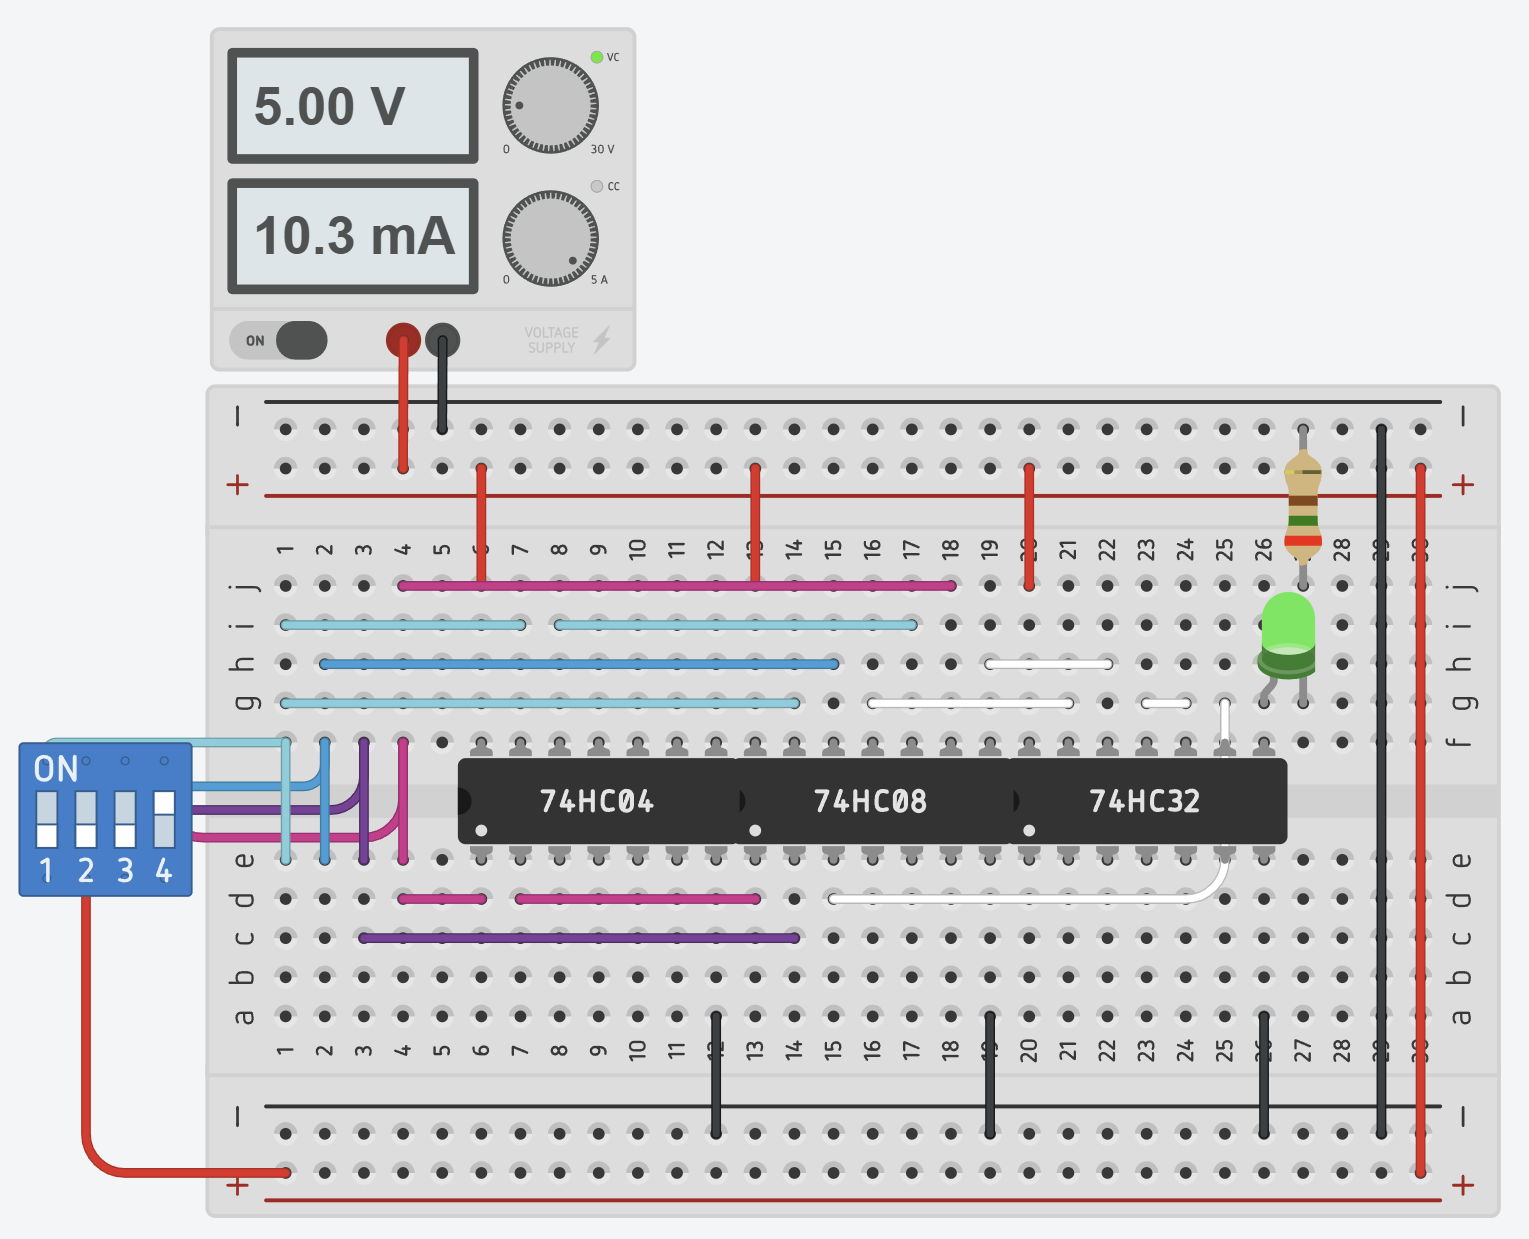 5.00 V
VC
0
30 V
10.3 mA
CC
0
5 A
ON
VOLTAGE
SUPPLY
− −
+ +
1 2 3 4 5 6 7 8 9 10 11 12 13 14 15 16 17 18 19 20 21 22 23 24 25 26 28 29 30
j j
i i
h h
g g
f
ON
1 2 3 4
74HC04 74HC08 74HC32
e e
d d
c c
b b
a a
1 2 3 4 5 6 7 8 9 10 11 12 13 14 15 16 17 18 19 20 21 22 23 24 25 26 27 28 29 30
− −
+ +